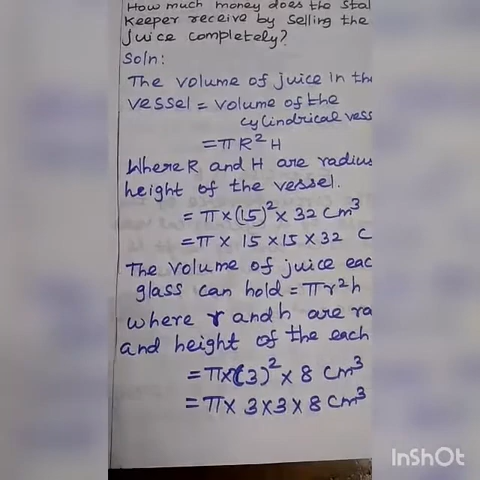 How much money does the stal
Keeper receive by selling the
juice completely?
Soln:
The volume of juice in the
vessel = volume of the
cylindrical vess
= π R² H
Where R and H are radius
height of the vessel.
= π × (15)² × 32 cm³
= π × 15 × 15 × 32 C
The volume of juice eac
glass can hold = πr²h
where r and h are ra
and height of the each
= π×(3)² × 8 cm³
= π× 3×3×8 cm³
InShOt